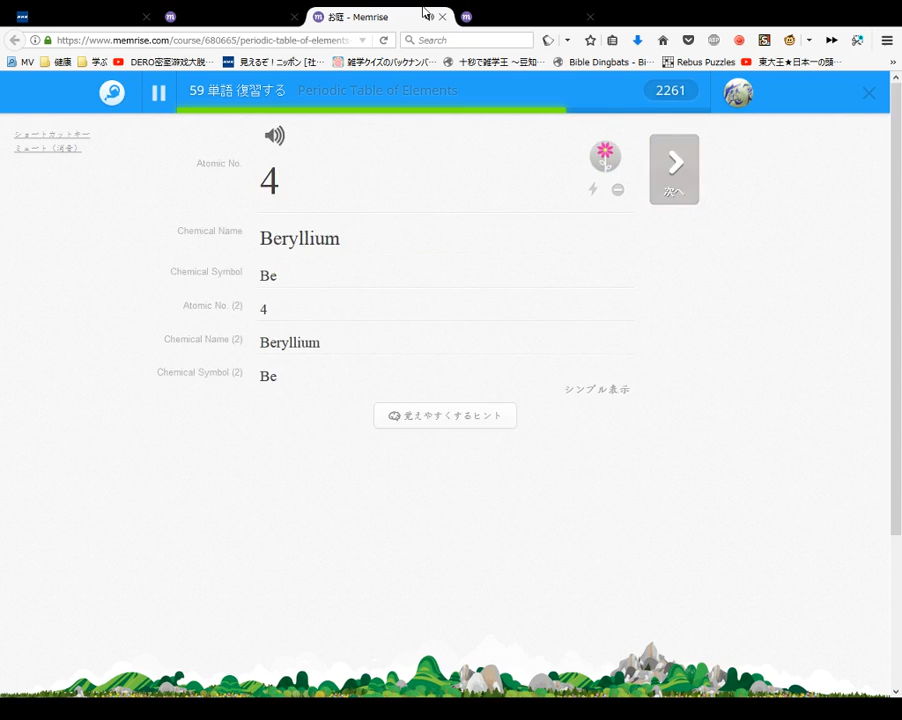 お庭 - Memrise
https://www.memrise.com/course/680665/periodic-table-of-elements
Search
MV 健康 学ぶ DERO密室游戏大脱… 見えるぞ！ニッポン [社… 雑学クイズのバックナンバ… 十秒で雑学王 ～豆知… Bible Dingbats - Bi… Rebus Puzzles 東大王★日本一の頭…
59 単語 復習する Periodic Table of Elements 2261
ショートカットキー
ミュート（消音）
Atomic No.
4
次へ
Chemical Name
Beryllium
Chemical Symbol
Be
Atomic No. (2)
4
Chemical Name (2)
Beryllium
Chemical Symbol (2)
Be
シンプル表示
覚えやすくするヒント